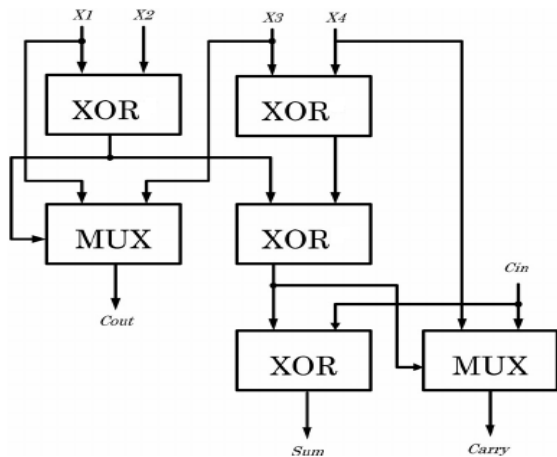 X1 X2 X3 X4
XOR XOR
MUX XOR
Cin
Cout
XOR MUX
Sum Carry